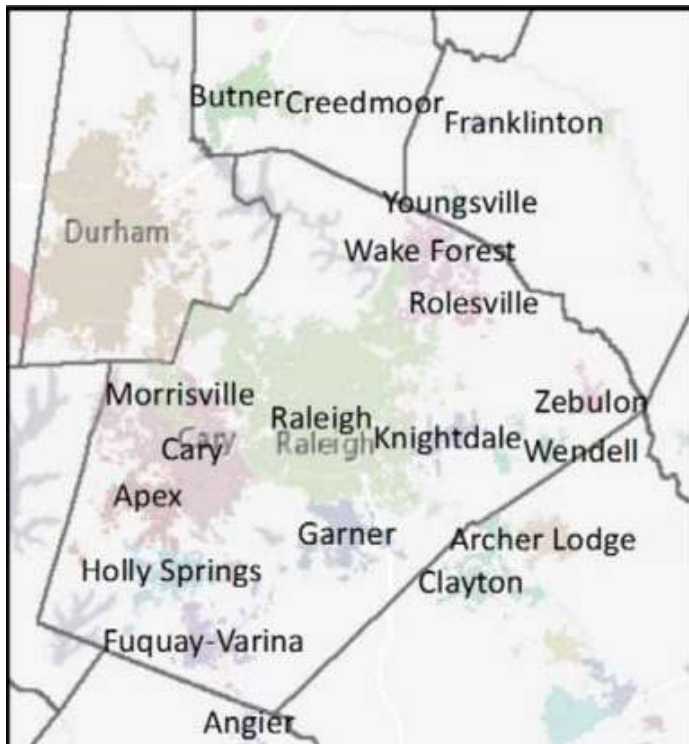 Butner
Creedmoor
Franklinton
Youngsville
Durham
Wake Forest
Rolesville
Morrisville
Zebulon
Raleigh
Cary
Cary
Raleigh
Knightdale
Wendell
Apex
Garner
Archer Lodge
Holly Springs
Clayton
Fuquay-Varina
Angier